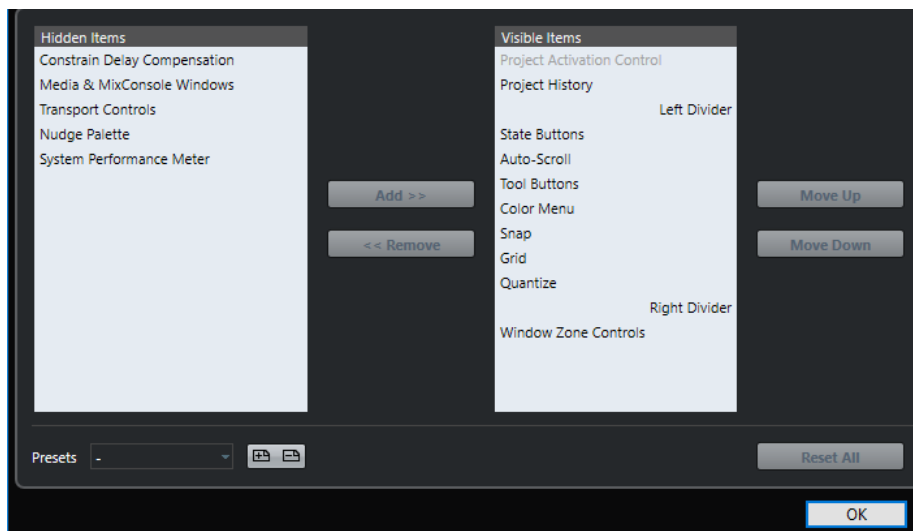 Hidden Items
Constrain Delay Compensation
Media & MixConsole Windows
Transport Controls
Nudge Palette
System Performance Meter
Add >>
<< Remove
Visible Items
Project Activation Control
Project History
Left Divider
State Buttons
Auto-Scroll
Tool Buttons
Color Menu
Snap
Grid
Quantize
Right Divider
Window Zone Controls
Move Up
Move Down
Presets -
Reset All
OK